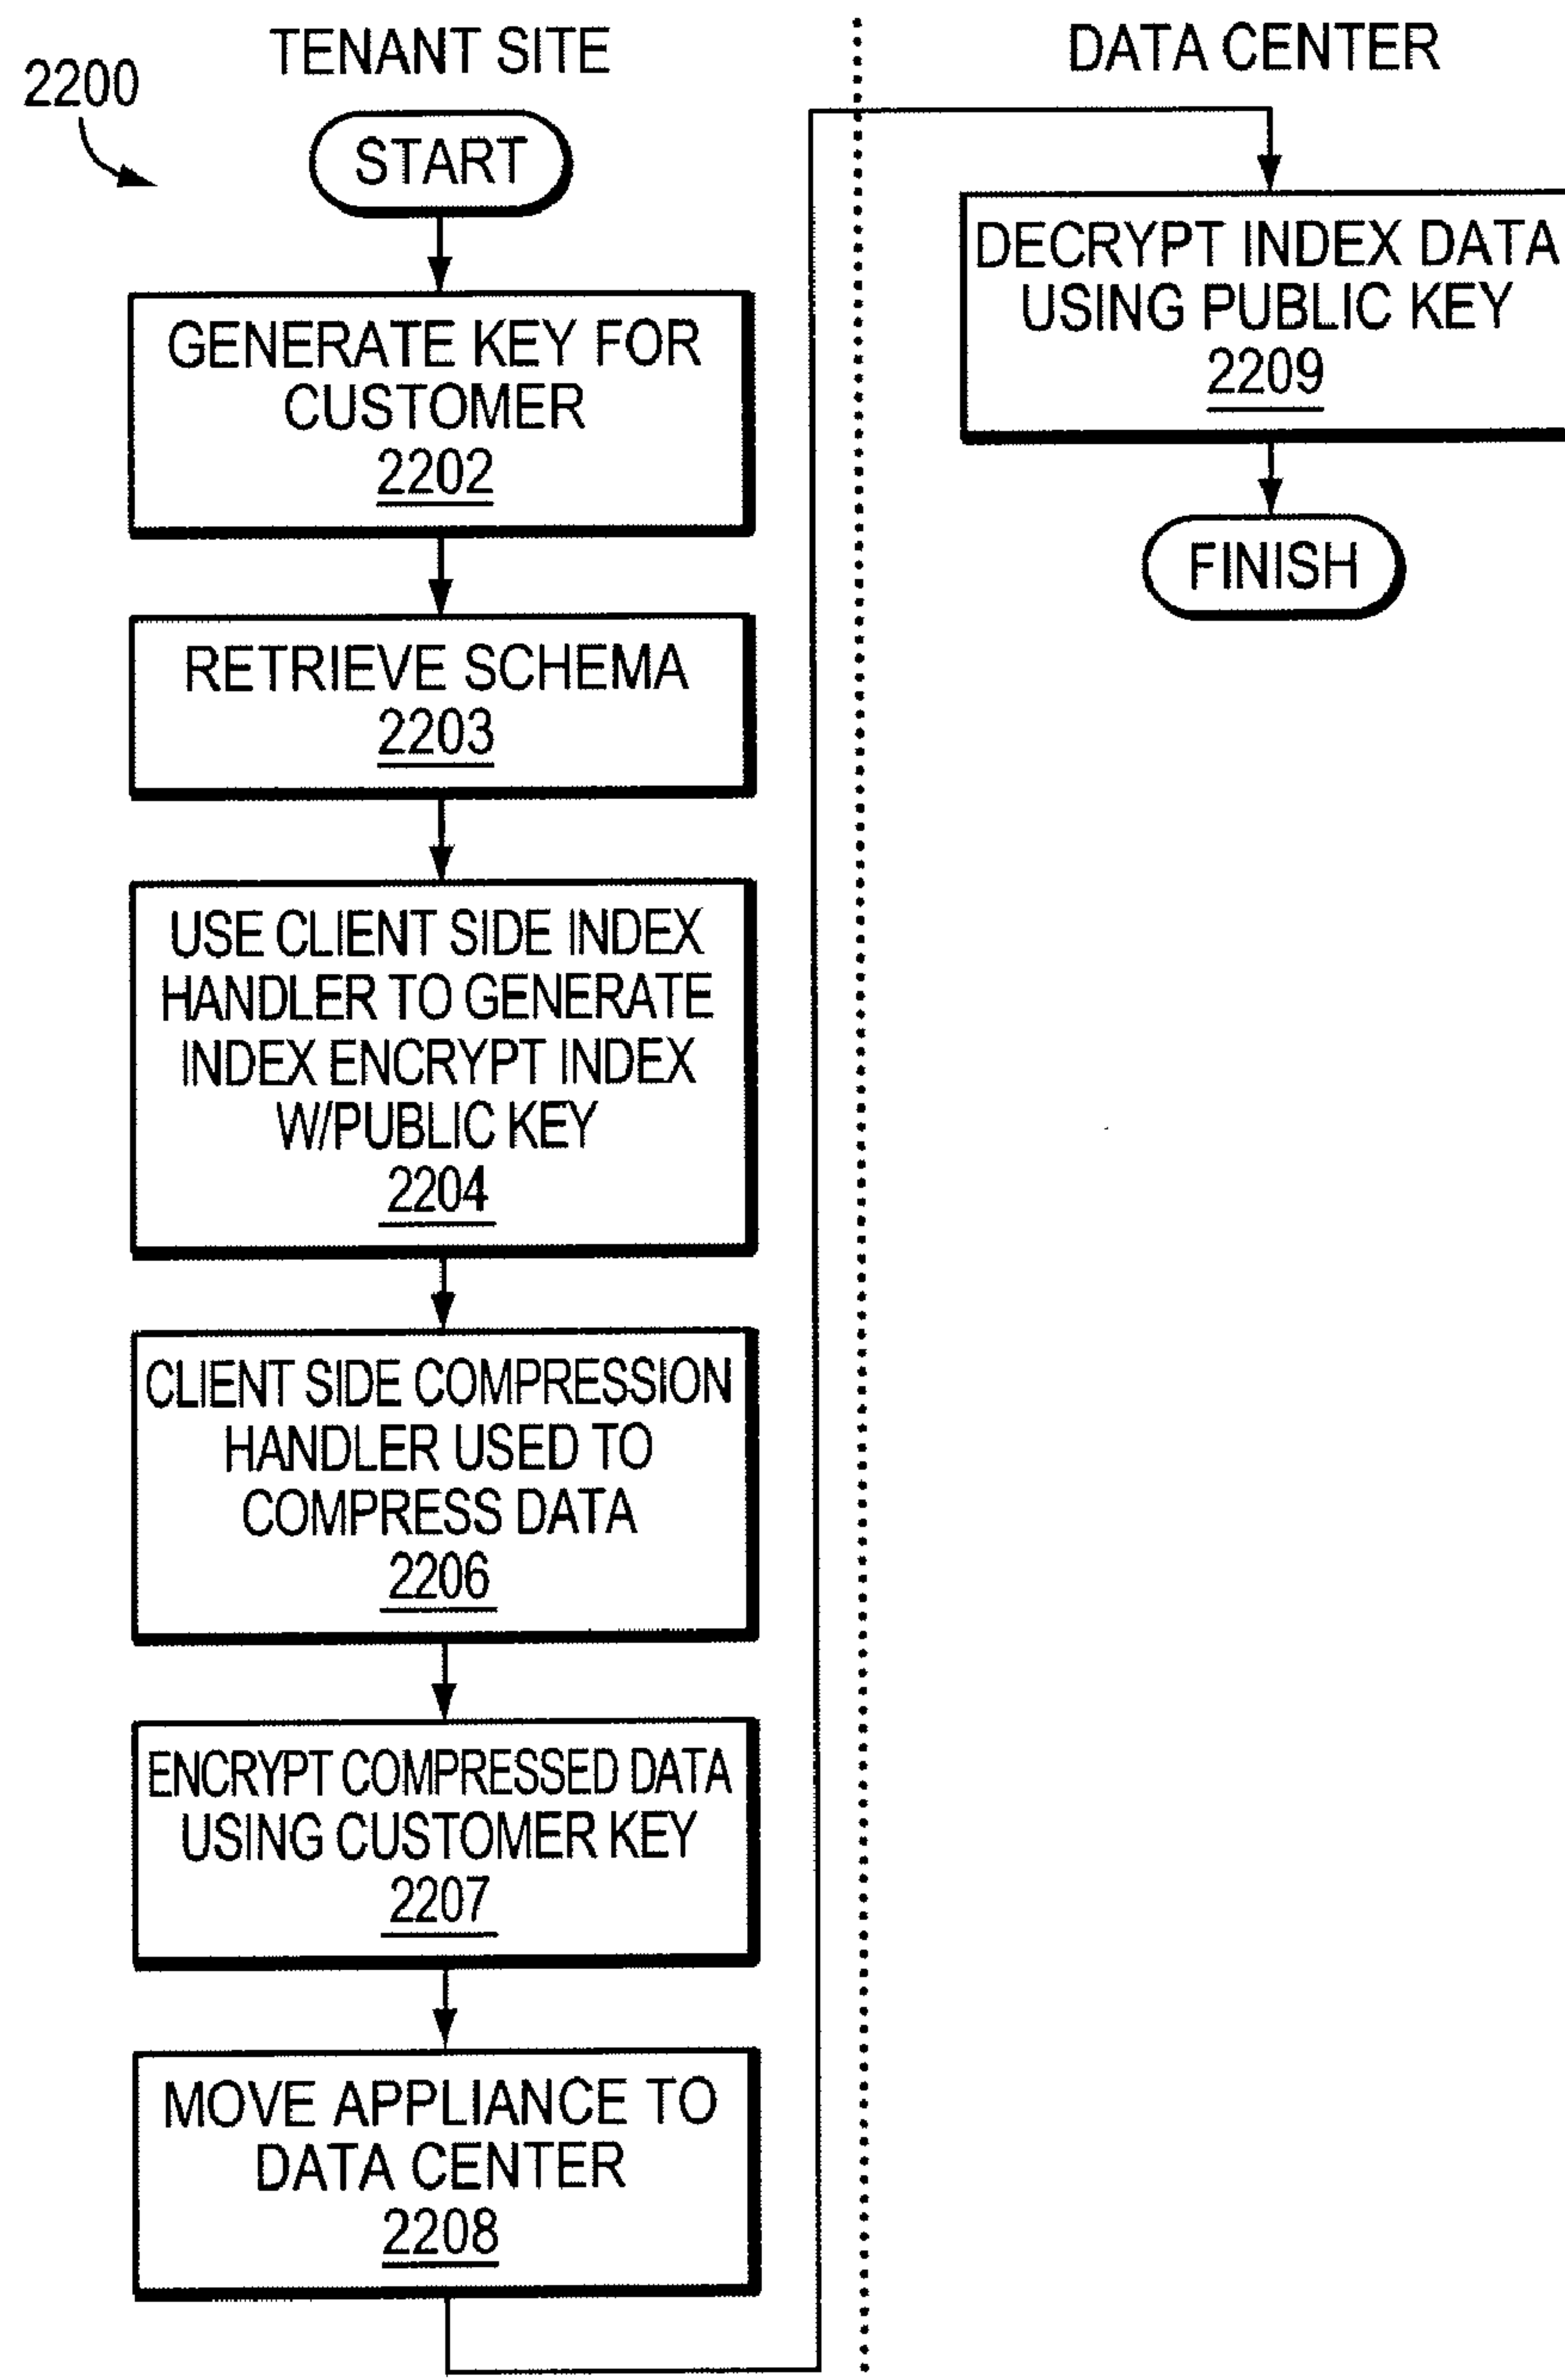 2200
TENANT SITE
START
GENERATE KEY FOR
CUSTOMER
2202
RETRIEVE SCHEMA
2203
USE CLIENT SIDE INDEX
HANDLER TO GENERATE
INDEX ENCRYPT INDEX
W/PUBLIC KEY
2204
CLIENT SIDE COMPRESSION
HANDLER USED TO
COMPRESS DATA
2206
ENCRYPT COMPRESSED DATA
USING CUSTOMER KEY
2207
MOVE APPLIANCE TO
DATA CENTER
2208
DATA CENTER
DECRYPT INDEX DATA
USING PUBLIC KEY
2209
FINISH